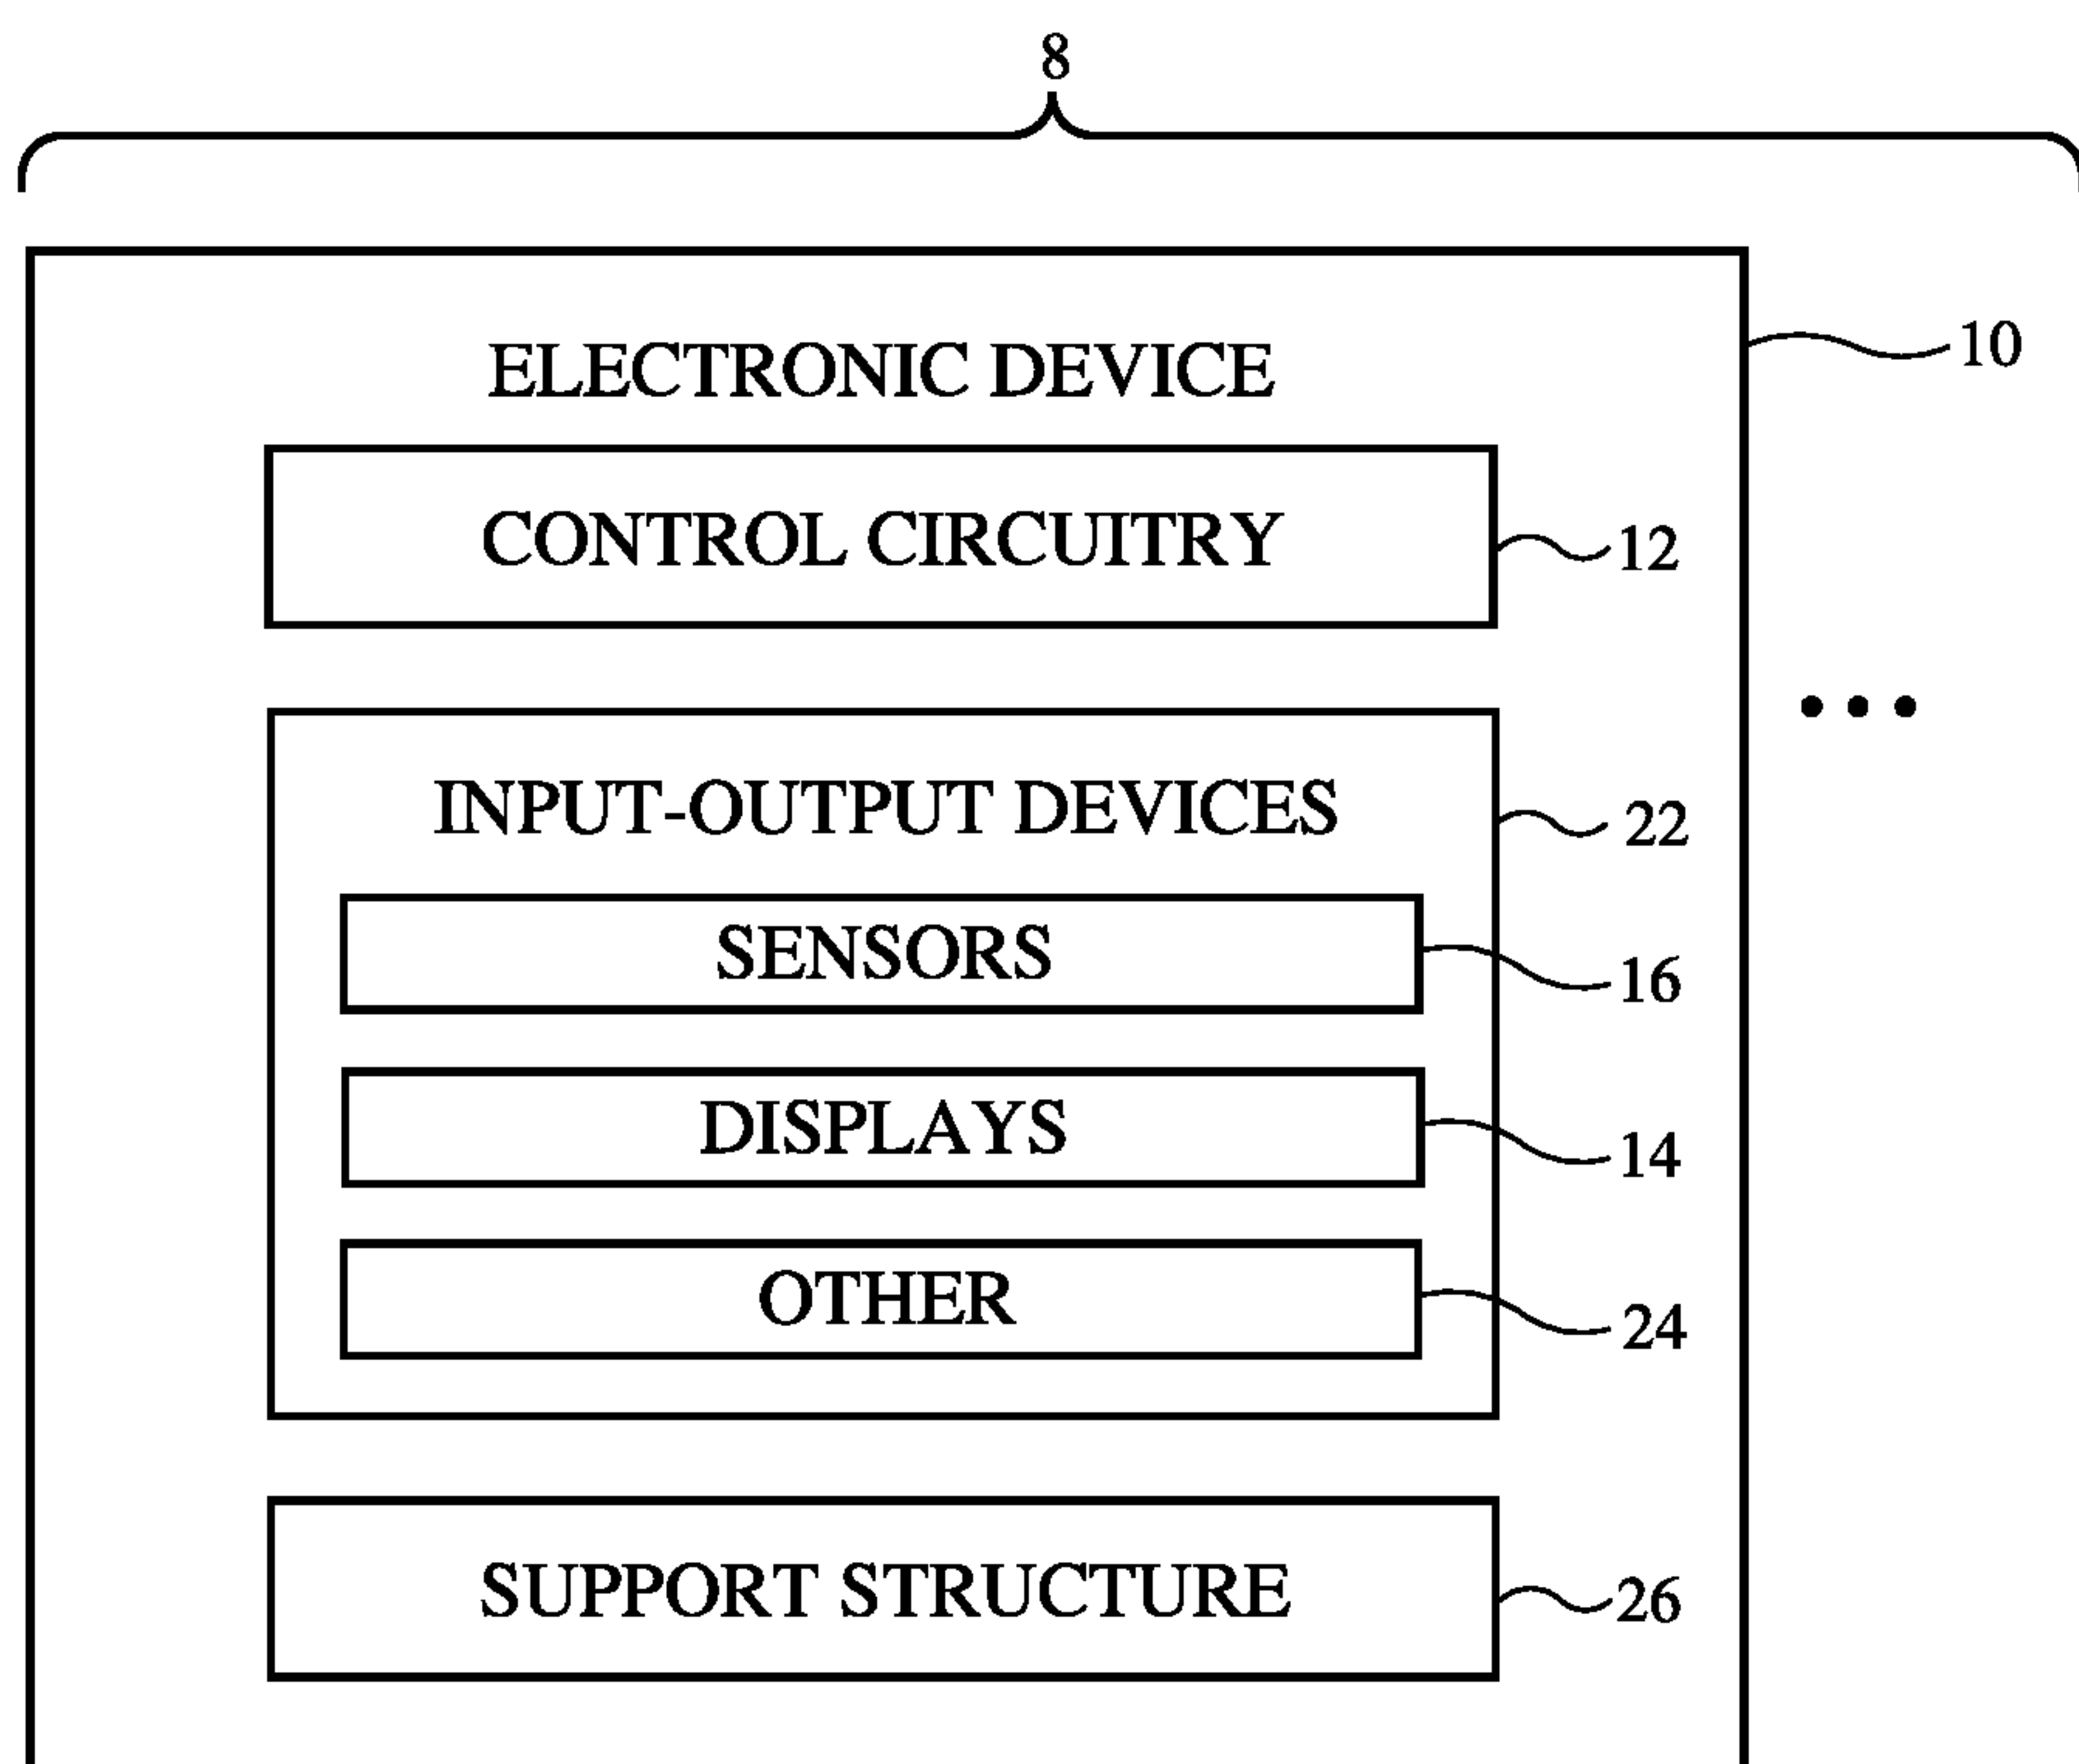 8
ELECTRONIC DEVICE
10
CONTROL CIRCUITRY
12
INPUT-OUTPUT DEVICES
22
SENSORS
16
DISPLAYS
14
OTHER
24
SUPPORT STRUCTURE
26